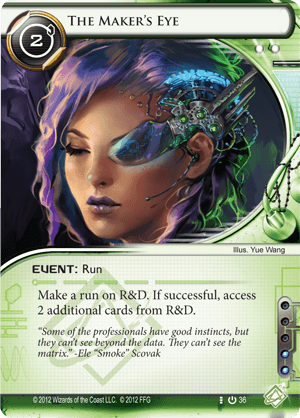 THE MAKER'S EYE
2
Illus. Yue Wang
EVENT: Run
Make a run on R&D. If successful, access
2 additional cards from R&D.
"Some of the professionals have good instincts, but
they can't see beyond the data. They can't see the
matrix." -Ele "Smoke" Scovak
© 2012 Wizards of the Coast LLC. © 2012 FFG
36